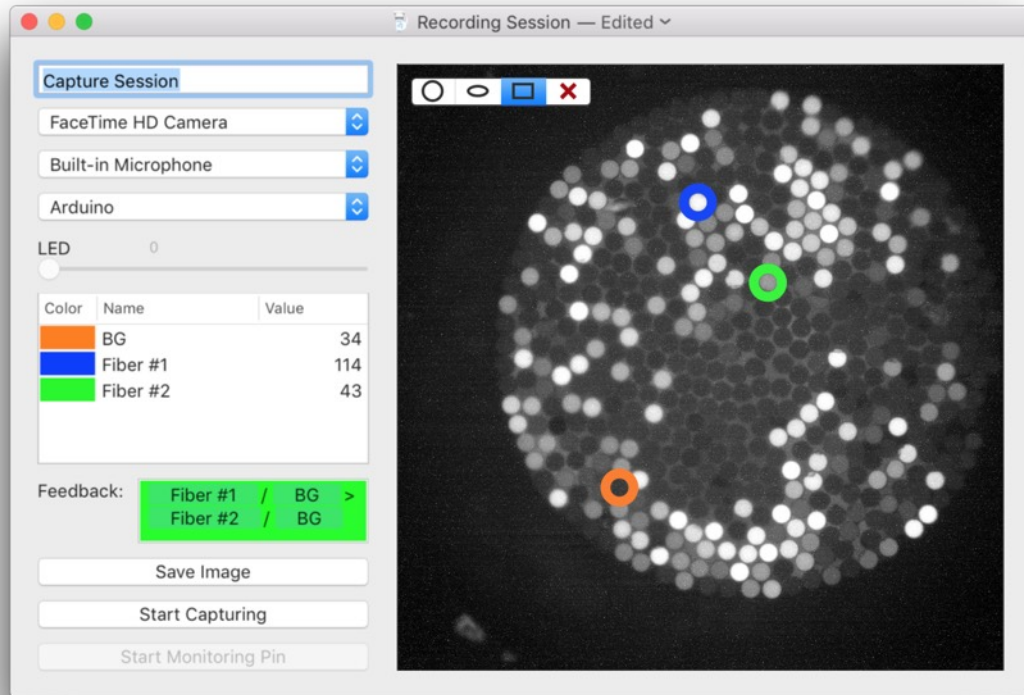 Recording Session — Edited
Capture Session
FaceTime HD Camera
Built-in Microphone
Arduino
LED 0
Color Name Value
BG 34
Fiber #1 114
Fiber #2 43
Feedback: Fiber #1 / BG >
Fiber #2 / BG
Save Image
Start Capturing
Start Monitoring Pin